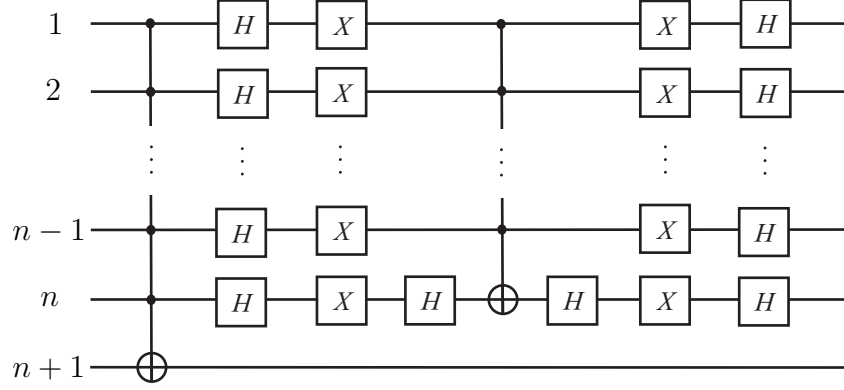 1 H X X H
2 H X X H
⋮ ⋮ ⋮ ⋮ ⋮ ⋮
n − 1 H X X H
n H X H H X H
n + 1